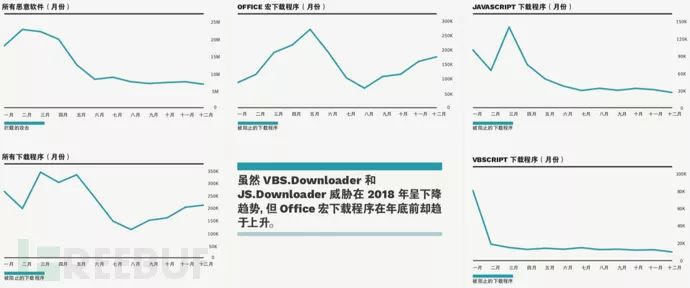 所有恶意软件（月份）
25M
20M
15M
10M
5M
0
一月 二月 三月 四月 五月 六月 七月 八月 九月 十月 十一月 十二月
拦截的攻击
OFFICE 宏下载程序（月份）
300K
250K
200K
150K
100K
50K
0
一月 二月 三月 四月 五月 六月 七月 八月 九月 十月 十一月 十二月
被阻止的下载程序
JAVASCRIPT 下载程序（月份）
150K
120K
90K
60K
30K
0
一月 二月 三月 四月 五月 六月 七月 八月 九月 十月 十一月 十二月
被阻止的下载程序
所有下载程序（月份）
350K
300K
250K
200K
150K
100K
50K
0
一月 二月 三月 四月 五月 六月 七月 八月 九月 十月 十一月 十二月
被阻止的下载程序
REEBUF
虽然 VBS.Downloader 和
JS.Downloader 威胁在 2018 年呈下降
趋势，但 Office 宏下载程序在年底前却趋
于上升。
VBSCRIPT 下载程序（月份）
100K
80K
60K
40K
20K
0
一月 二月 三月 四月 五月 六月 七月 八月 九月 十月 十一月 十二月
被阻止的下载程序